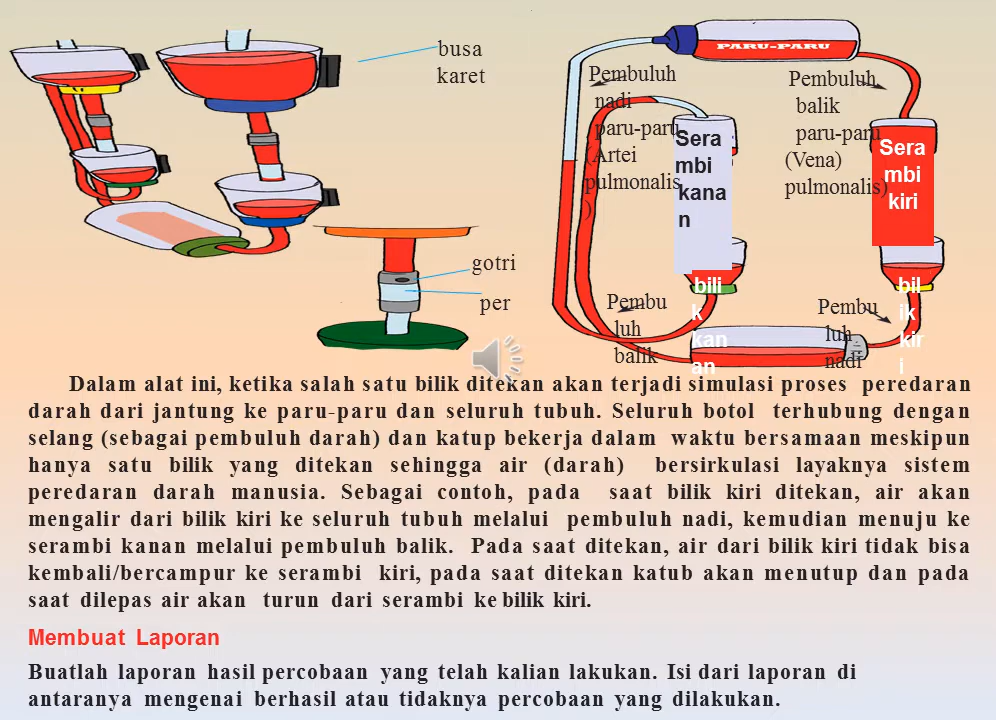 busa
karet
gotri
per
PARU-PARU
Pembuluh
nadi
paru-paru
(Artei
pulmonalis
Pembuluh
balik
paru-paru
(Vena)
pulmonalis)
Sera
mbi
kana
n
Sera
mbi
kiri
Pembu
luh
balik
bili
k
kan
an
Pembu
luh
nadi
bil
ik
kir
i
Dalam alat ini, ketika salah satu bilik ditekan akan terjadi simulasi proses peredaran
darah dari jantung ke paru-paru dan seluruh tubuh. Seluruh botol terhubung dengan
selang (sebagai pembuluh darah) dan katup bekerja dalam waktu bersamaan meskipun
hanya satu bilik yang ditekan sehingga air (darah) bersirkulasi layaknya sistem
peredaran darah manusia. Sebagai contoh, pada saat bilik kiri ditekan, air akan
mengalir dari bilik kiri ke seluruh tubuh melalui pembuluh nadi, kemudian menuju ke
serambi kanan melalui pembuluh balik. Pada saat ditekan, air dari bilik kiri tidak bisa
kembali/bercampur ke serambi kiri, pada saat ditekan katub akan menutup dan pada
saat dilepas air akan turun dari serambi ke bilik kiri.
Membuat Laporan
Buatlah laporan hasil percobaan yang telah kalian lakukan. Isi dari laporan di
antaranya mengenai berhasil atau tidaknya percobaan yang dilakukan.